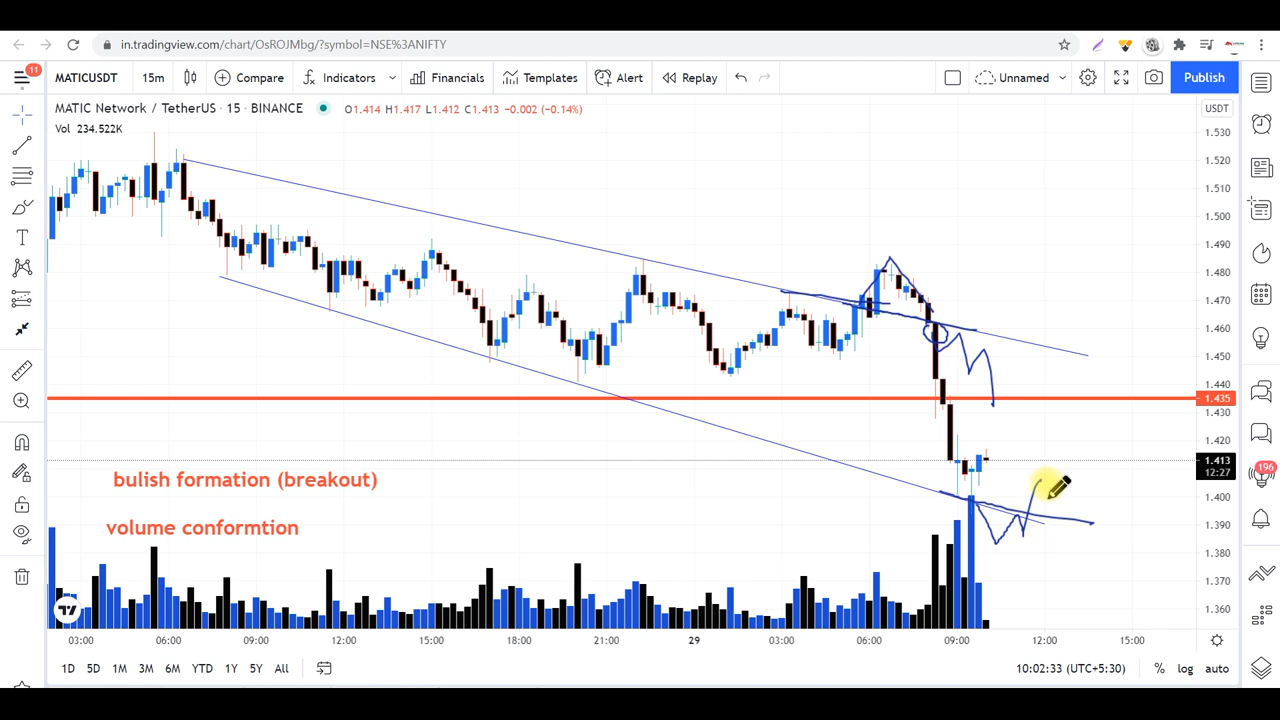 in.tradingview.com/chart/OsROJMbg/?symbol=NSE%3ANIFTY
11
MATICUSDT 15m Compare Indicators Financials Templates Alert Replay Unnamed Publish
MATIC Network / TetherUS · 15 · BINANCE O1.414 H1.417 L1.412 C1.413 −0.002 (−0.14%)
USDT
Vol 234.522K
1.530
1.520
1.510
1.500
1.490
1.480
1.470
1.460
1.450
1.440
1.435
1.430
1.420
1.413
12:27
196
1.400
1.390
1.380
1.370
1.360
bulish formation (breakout)
volume conformtion
03:00 06:00 09:00 12:00 15:00 18:00 21:00 29 03:00 06:00 09:00 12:00 15:00
1D 5D 1M 3M 6M YTD 1Y 5Y All 10:02:33 (UTC+5:30) % log auto